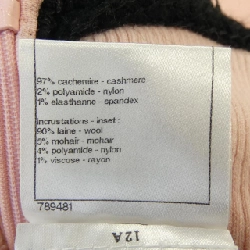 97% cachemire - cashmere
2% polyamide - nylon
1% elasthanne - spandex
incrustations - inset :
90% laine - wool
5% mohair - mohair
4% polyamide - nylon
1% viscose - rayon
789481
12A